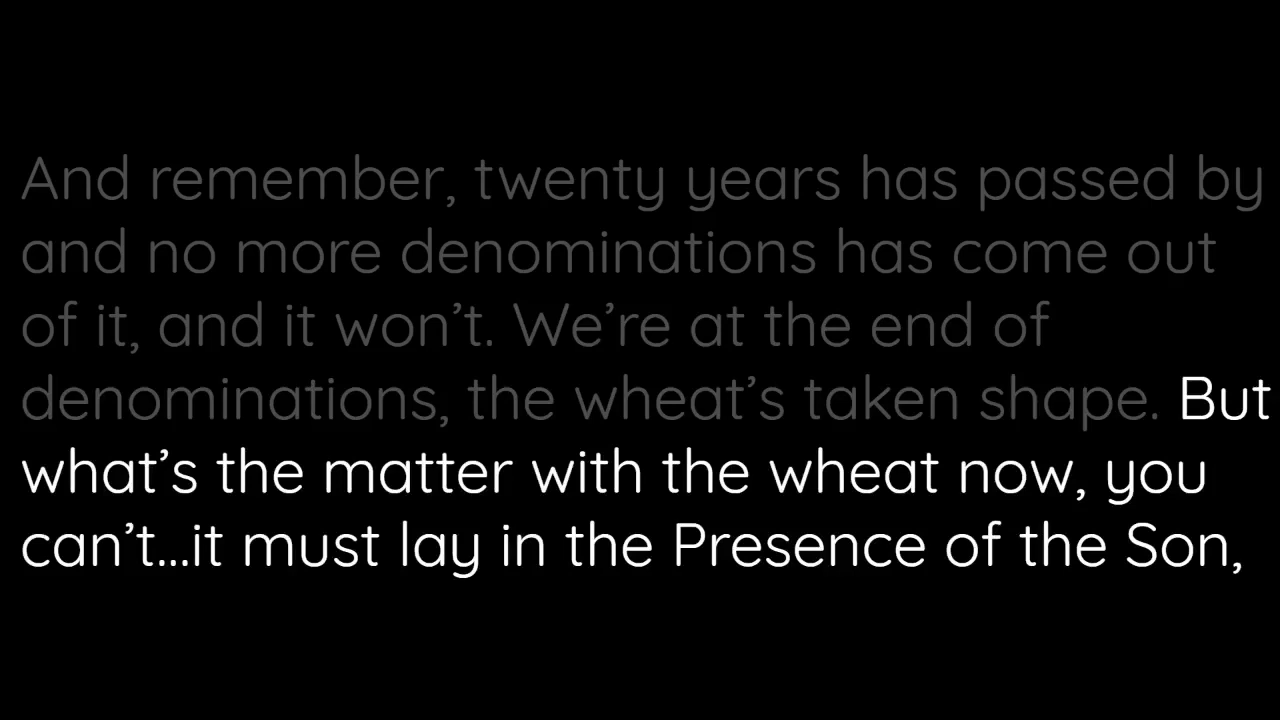 And remember, twenty years has passed by
and no more denominations has come out
of it, and it won’t. We’re at the end of
denominations, the wheat’s taken shape. But
what’s the matter with the wheat now, you
can’t...it must lay in the Presence of the Son,